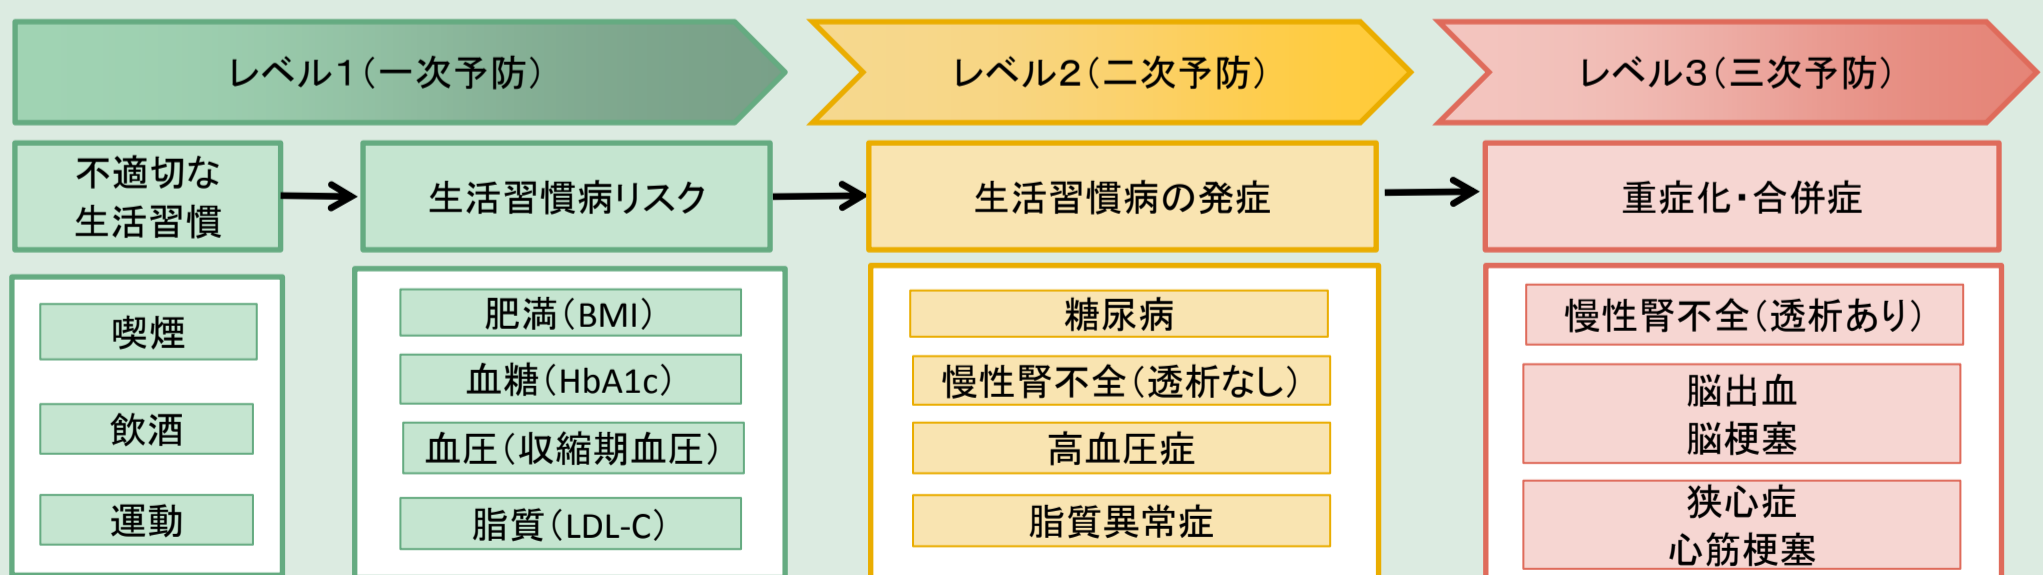 レベル1(一次予防)
レベル2(二次予防)
レベル3(三次予防)
不適切な
生活習慣
生活習慣病リスク
生活習慣病の発症
重症化・合併症
喫煙
飲酒
運動
肥満(BMI)
血糖(HbA1c)
血圧(収縮期血圧)
脂質(LDL-C)
糖尿病
慢性腎不全(透析なし)
高血圧症
脂質異常症
慢性腎不全(透析あり)
脳出血
脳梗塞
狭心症
心筋梗塞